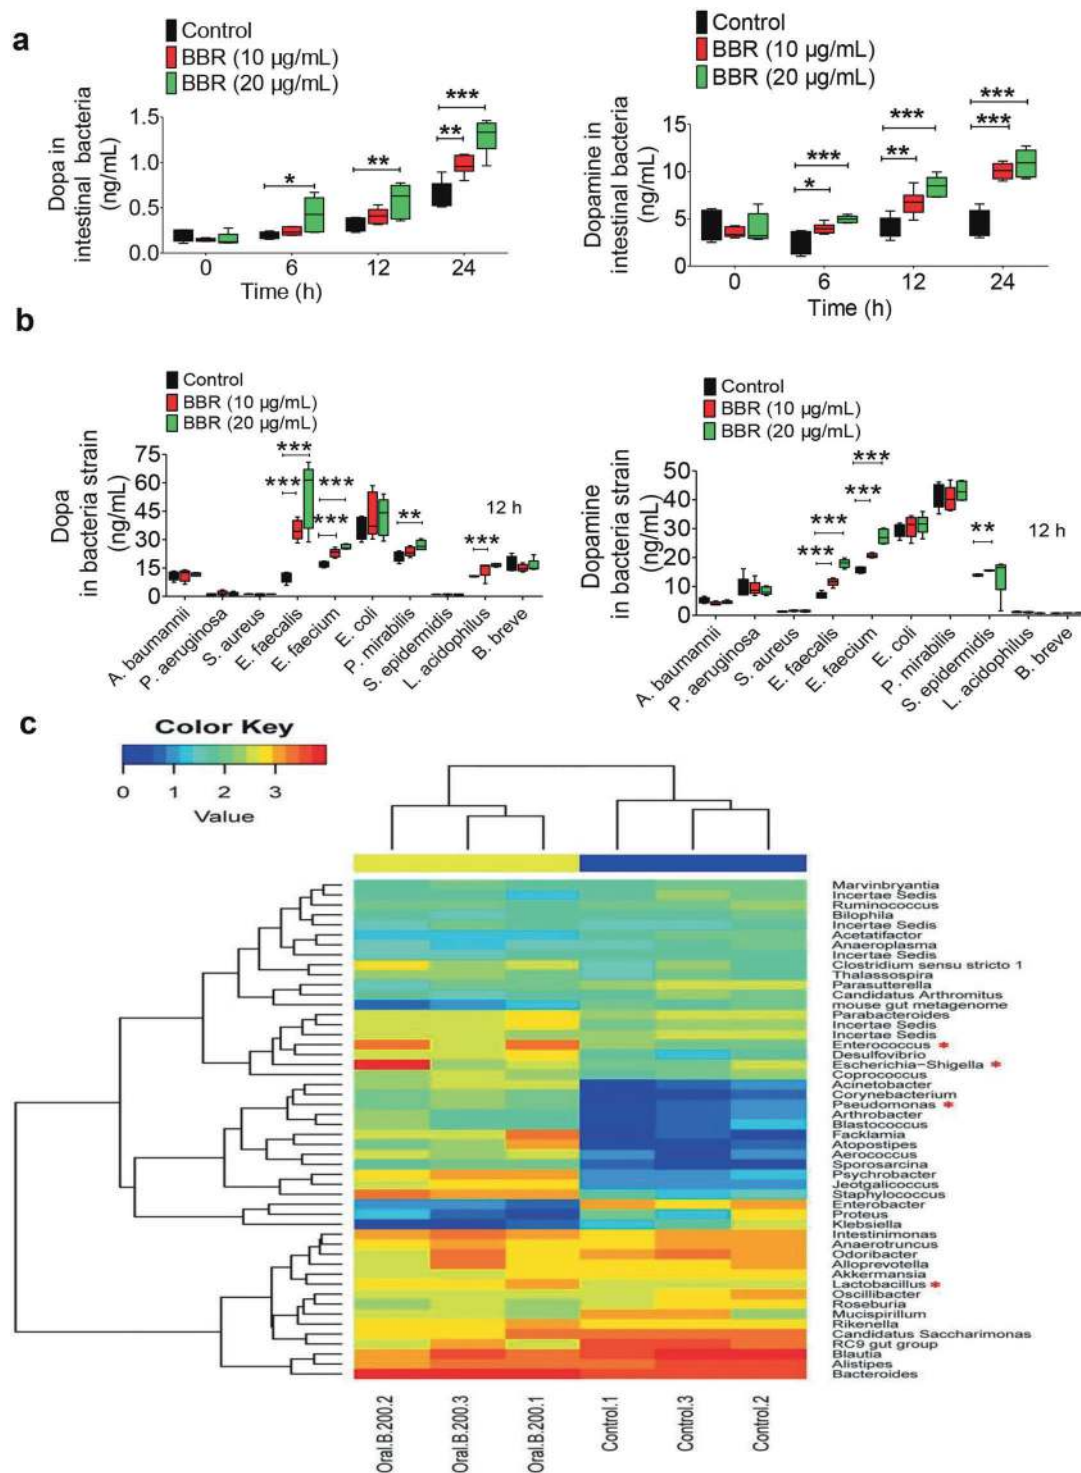 a
Control
BBR (10 µg/mL)
BBR (20 µg/mL)
Dopa in
intestinal bacteria
(ng/mL)
1.5
1.0
0.5
0.0
*
**
**
***
0
6
12
24
Time (h)
Control
BBR (10 µg/mL)
BBR (20 µg/mL)
Dopamine in
intestinal bacteria
(ng/mL)
15
10
5
0
*
***
**
***
***
***
0
6
12
24
Time (h)
b
Control
BBR (10 µg/mL)
BBR (20 µg/mL)
Dopa
in bacteria strain
(ng/mL)
75
60
45
30
15
0
***
***
***
***
**
***
12 h
A. baumannii
P. aeruginosa
S. aureus
E. faecalis
E. faecium
E. coli
P. mirabilis
S. epidermidis
L. acidophilus
B. breve
Control
BBR (10 µg/mL)
BBR (20 µg/mL)
Dopamine
in bacteria strain
(ng/mL)
50
40
30
20
10
0
***
***
***
***
**
12 h
A. baumannii
P. aeruginosa
S. aureus
E. faecalis
E. faecium
E. coli
P. mirabilis
S. epidermidis
L. acidophilus
B. breve
c
Color Key
0 1 2 3
Value
Marvinbryantia
Incertae Sedis
Ruminococcus
Bilophila
Incertae Sedis
Acetatifactor
Anaeroplasma
Incertae Sedis
Clostridium sensu stricto 1
Thalassospira
Parasutterella
Candidatus Arthromitus
mouse gut metagenome
Parabacteroides
Incertae Sedis
Incertae Sedis
Enterococcus *
Desulfovibrio
Escherichia-Shigella *
Coprococcus
Acinetobacter
Corynebacterium
Pseudomonas *
Arthrobacter
Blastococcus
Facklamia
Atopostipes
Aerococcus
Sporosarcina
Psychrobacter
Jeotgalicoccus
Staphylococcus
Enterobacter
Proteus
Klebsiella
Intestinimonas
Anaerotruncus
Odoribacter
Alloprevotella
Akkermansia
Lactobacillus *
Oscillibacter
Roseburia
Mucispirillum
Rikenella
Candidatus Saccharimonas
RC9 gut group
Blautia
Alistipes
Bacteroides
Oral.B.200.2
Oral.B.200.3
Oral.B.200.1
Control.1
Control.3
Control.2